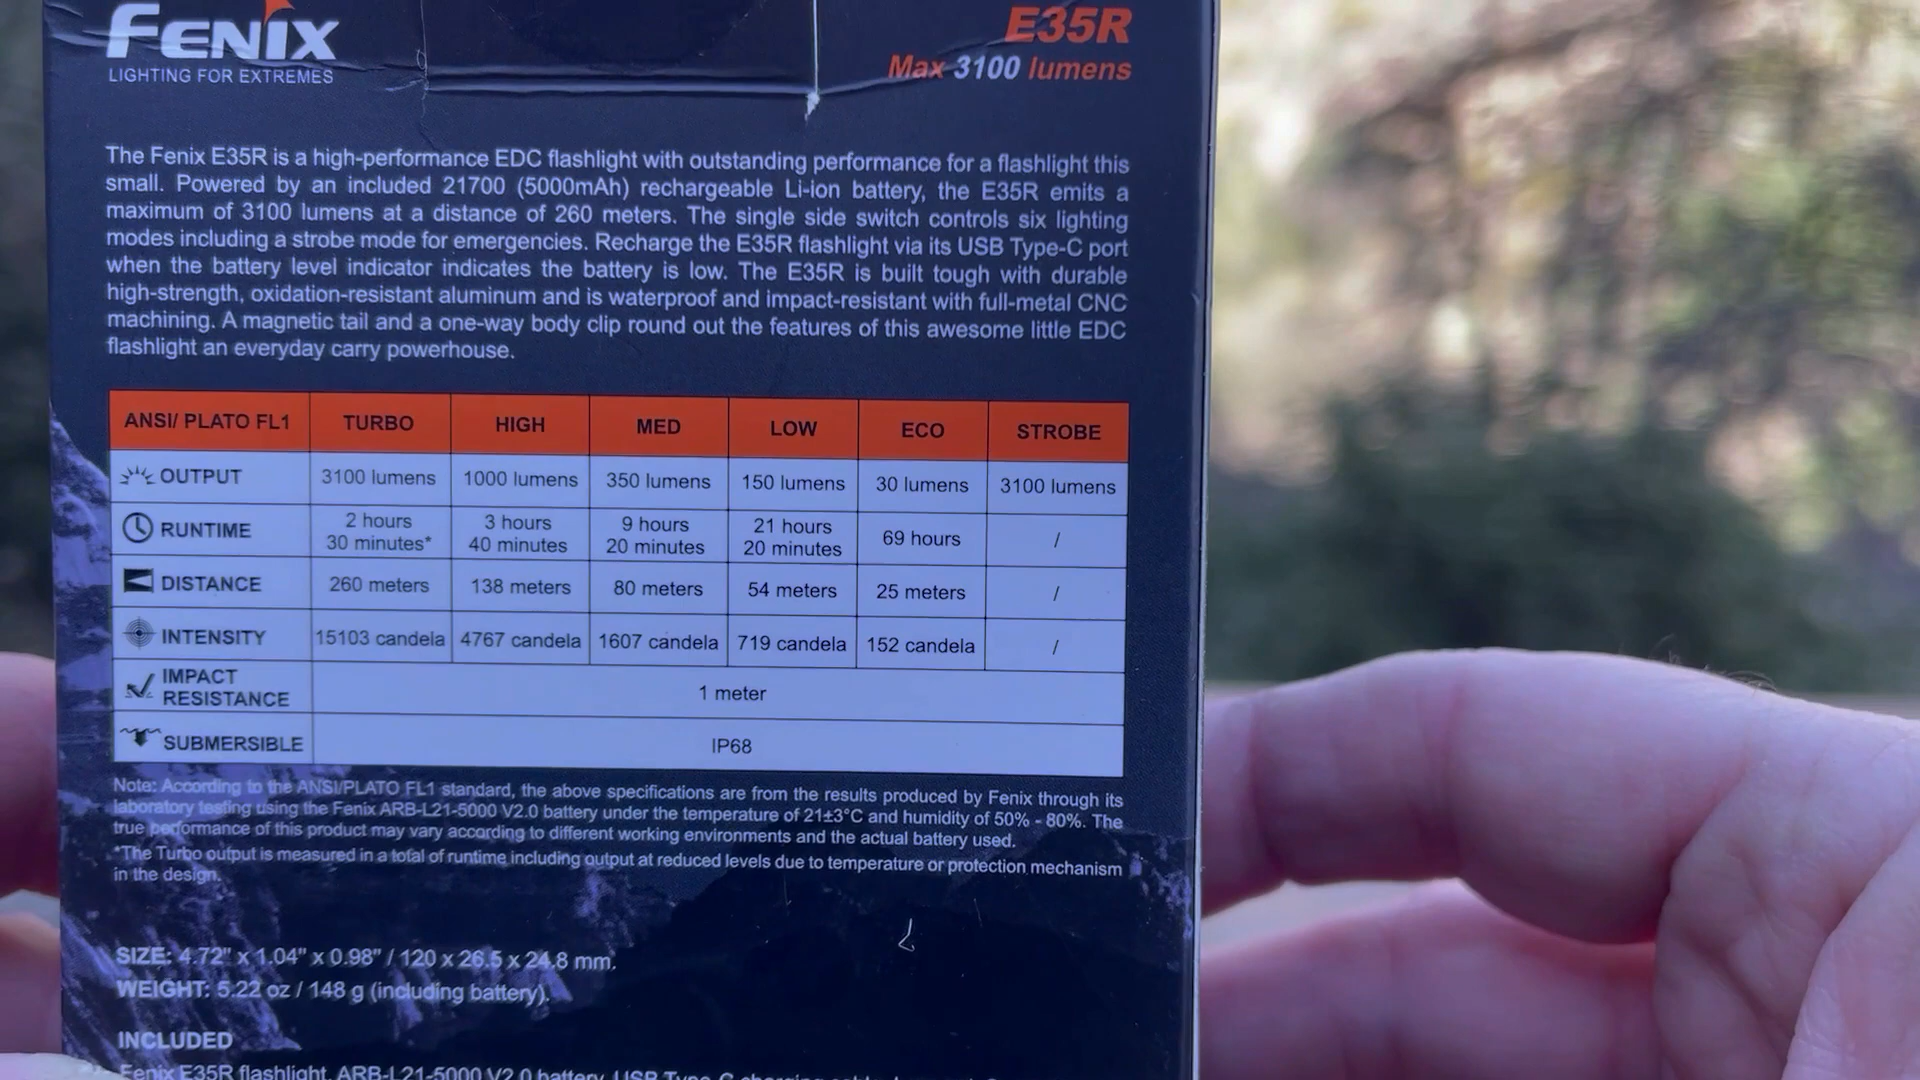 FENIX
LIGHTING FOR EXTREMES
E35R
Max 3100 lumens
The Fenix E35R is a high-performance EDC flashlight with outstanding performance for a flashlight this
small. Powered by an included 21700 (5000mAh) rechargeable Li-ion battery, the E35R emits a
maximum of 3100 lumens at a distance of 260 meters. The single side switch controls six lighting
modes including a strobe mode for emergencies. Recharge the E35R flashlight via its USB Type-C port
when the battery level indicator indicates the battery is low. The E35R is built tough with durable
high-strength, oxidation-resistant aluminum and is waterproof and impact-resistant with full-metal CNC
machining. A magnetic tail and a one-way body clip round out the features of this awesome little EDC
flashlight an everyday carry powerhouse.
ANSI/ PLATO FL1 TURBO HIGH MED LOW ECO STROBE
OUTPUT 3100 lumens 1000 lumens 350 lumens 150 lumens 30 lumens 3100 lumens
RUNTIME 2 hours 30 minutes* 3 hours 40 minutes 9 hours 20 minutes 21 hours 20 minutes 69 hours /
DISTANCE 260 meters 138 meters 80 meters 54 meters 25 meters /
INTENSITY 15103 candela 4767 candela 1607 candela 719 candela 152 candela /
IMPACT RESISTANCE 1 meter
SUBMERSIBLE IP68
Note: According to the ANSI/PLATO FL1 standard, the above specifications are from the results produced by Fenix through its
laboratory testing using the Fenix ARB-L21-5000 V2.0 battery under the temperature of 21±3°C and humidity of 50% - 80%. The
true performance of this product may vary according to different working environments and the actual battery used.
*The Turbo output is measured in a total of runtime including output at reduced levels due to temperature or protection mechanism
in the design.
SIZE: 4.72" x 1.04" x 0.98" / 120 x 26.5 x 24.8 mm.
WEIGHT: 5.22 oz / 148 g (including battery).
INCLUDED
Fenix E35R flashlight, ARB-L21-5000 V2.0 battery, USB Type-C charging cable,